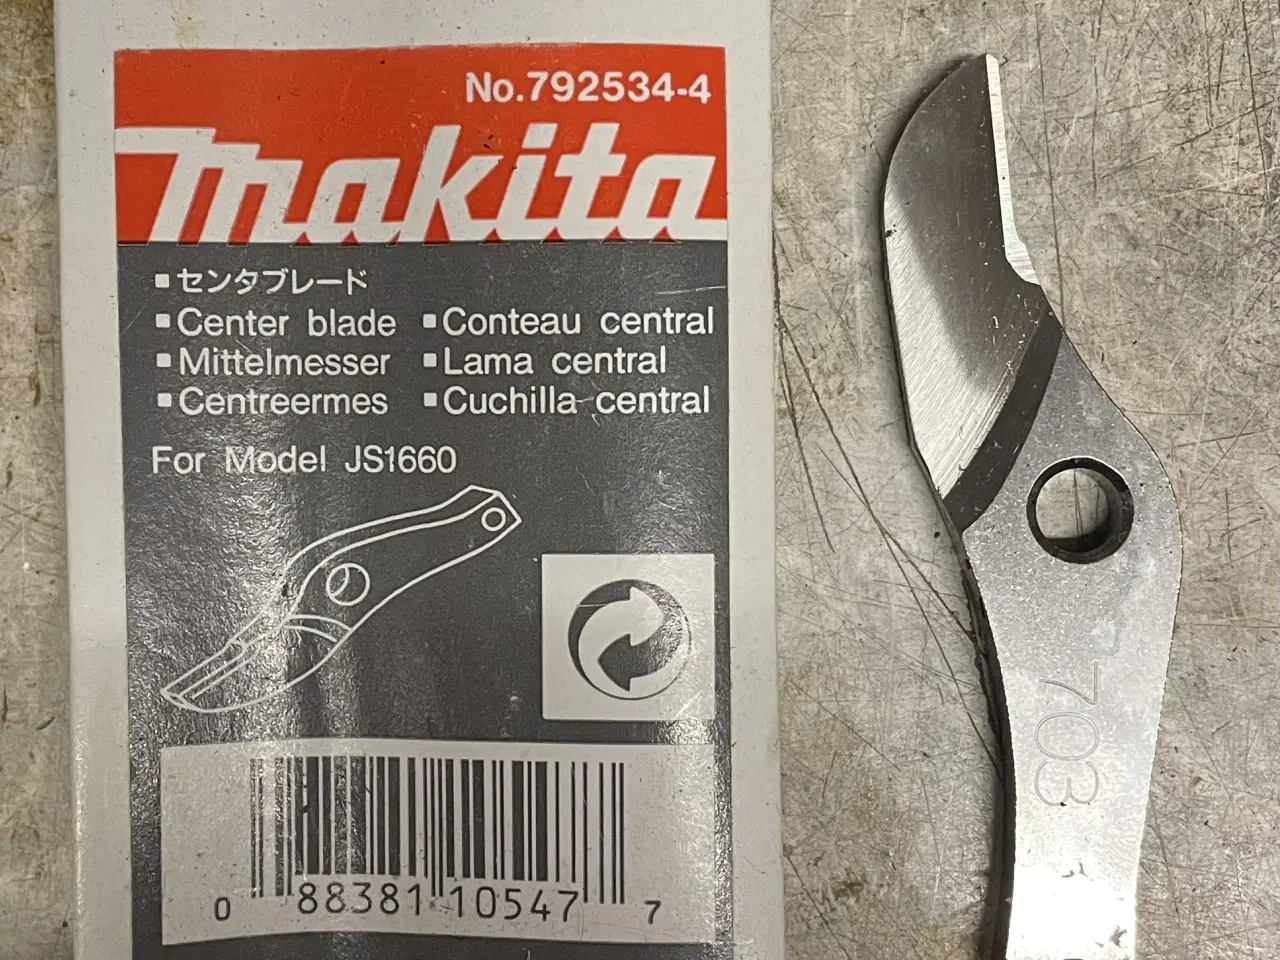 No.792534-4
makita
■センタブレード
■Center blade ■Conteau central
■Mittelmesser ■Lama central
■Centreermes ■Cuchilla central
For Model JS1660
0 88381 10547 7
7703